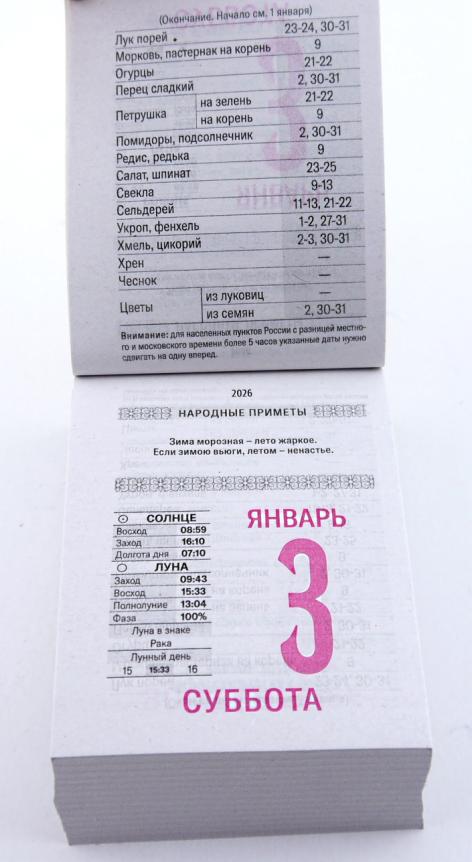 (Окончание. Начало см. 1 января)
Лук порей 23-24, 30-31
Морковь, пастернак на корень 9
Огурцы 21-22
Перец сладкий 2, 30-31
Петрушка на зелень 21-22
на корень 9
Помидоры, подсолнечник 2, 30-31
Редис, редька 9
Салат, шпинат 23-25
Свекла 9-13
Сельдерей 11-13, 21-22
Укроп, фенхель 1-2, 27-31
Хмель, цикорий 2-3, 30-31
Хрен —
Чеснок —
Цветы из луковиц —
из семян 2, 30-31
Внимание: для населенных пунктов России с разницей местно-
го и московского времени более 5 часов указанные даты нужно
сдвигать на одну вперед.
2026
НАРОДНЫЕ ПРИМЕТЫ
Зима морозная – лето жаркое.
Если зимою вьюги, летом – ненастье.
СОЛНЦЕ
Восход 08:59
Заход 16:10
Долгота дня 07:10
ЛУНА
Заход 09:43
Восход 15:33
Полнолуние 13:04
Фаза 100%
Луна в знаке
Рака
Лунный день
15 15:33 16
ЯНВАРЬ
3
СУББОТА